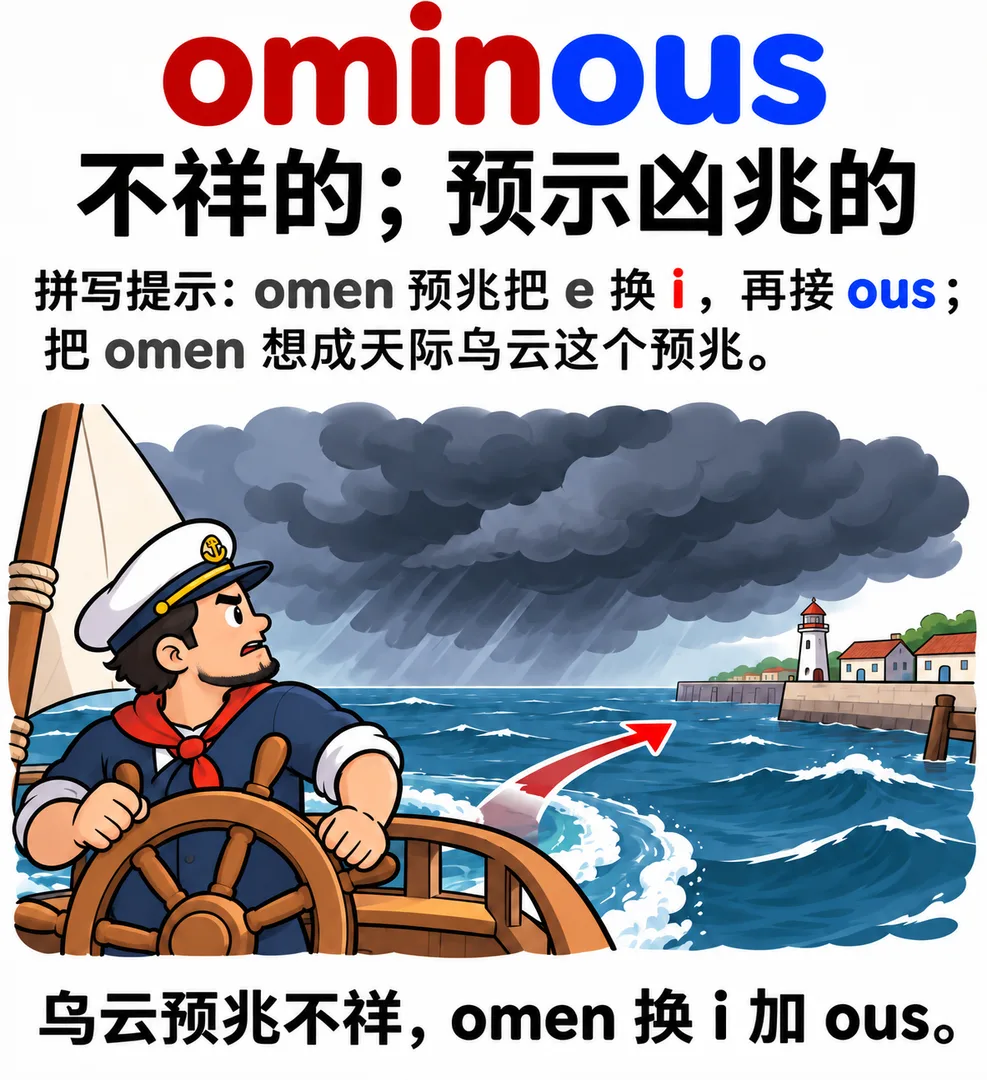 ominous
不祥的；预示凶兆的
拼写提示：omen 预兆把 e 换 i，再接 ous；
把 omen 想成天际乌云这个预兆。
乌云预兆不祥，omen 换 i 加 ous。